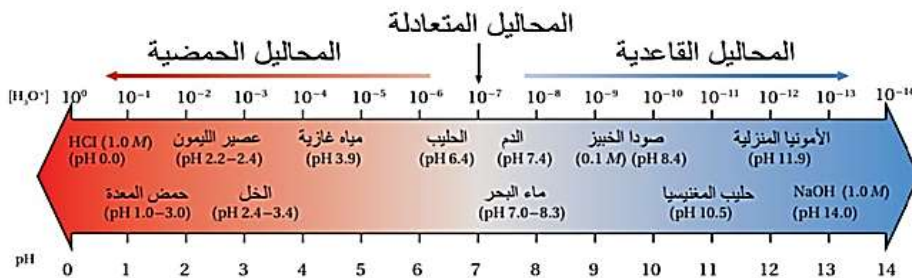 المحاليل المتعادلة
المحاليل الحمضية
المحاليل القاعدية
[H₃O⁺] 10⁰ 10⁻¹ 10⁻² 10⁻³ 10⁻⁴ 10⁻⁵ 10⁻⁶ 10⁻⁷ 10⁻⁸ 10⁻⁹ 10⁻¹⁰ 10⁻¹¹ 10⁻¹² 10⁻¹³ 10⁻¹⁴
HCl (1.0 M)
(pH 0.0)
عصير الليمون
(pH 2.2–2.4)
مياه غازية
(pH 3.9)
الحليب
(pH 6.4)
الدم
(pH 7.4)
صودا الخبيز
(0.1 M) (pH 8.4)
الأمونيا المنزلية
(pH 11.9)
حمض المعدة
(pH 1.0–3.0)
الخل
(pH 2.4–3.4)
ماء البحر
(pH 7.0–8.3)
حليب المغنيسيا
(pH 10.5)
NaOH (1.0 M)
(pH 14.0)
pH 0 1 2 3 4 5 6 7 8 9 10 11 12 13 14